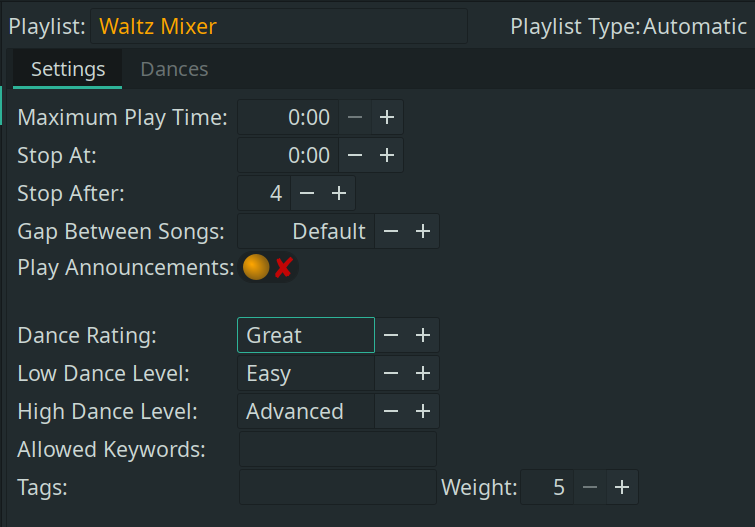 Playlist: Waltz Mixer Playlist Type: Automatic
Settings Dances
Maximum Play Time: 0:00 − +
Stop At: 0:00 − +
Stop After: 4 − +
Gap Between Songs: Default − +
Play Announcements: ✘
Dance Rating: Great − +
Low Dance Level: Easy − +
High Dance Level: Advanced − +
Allowed Keywords:
Tags: Weight: 5 − +